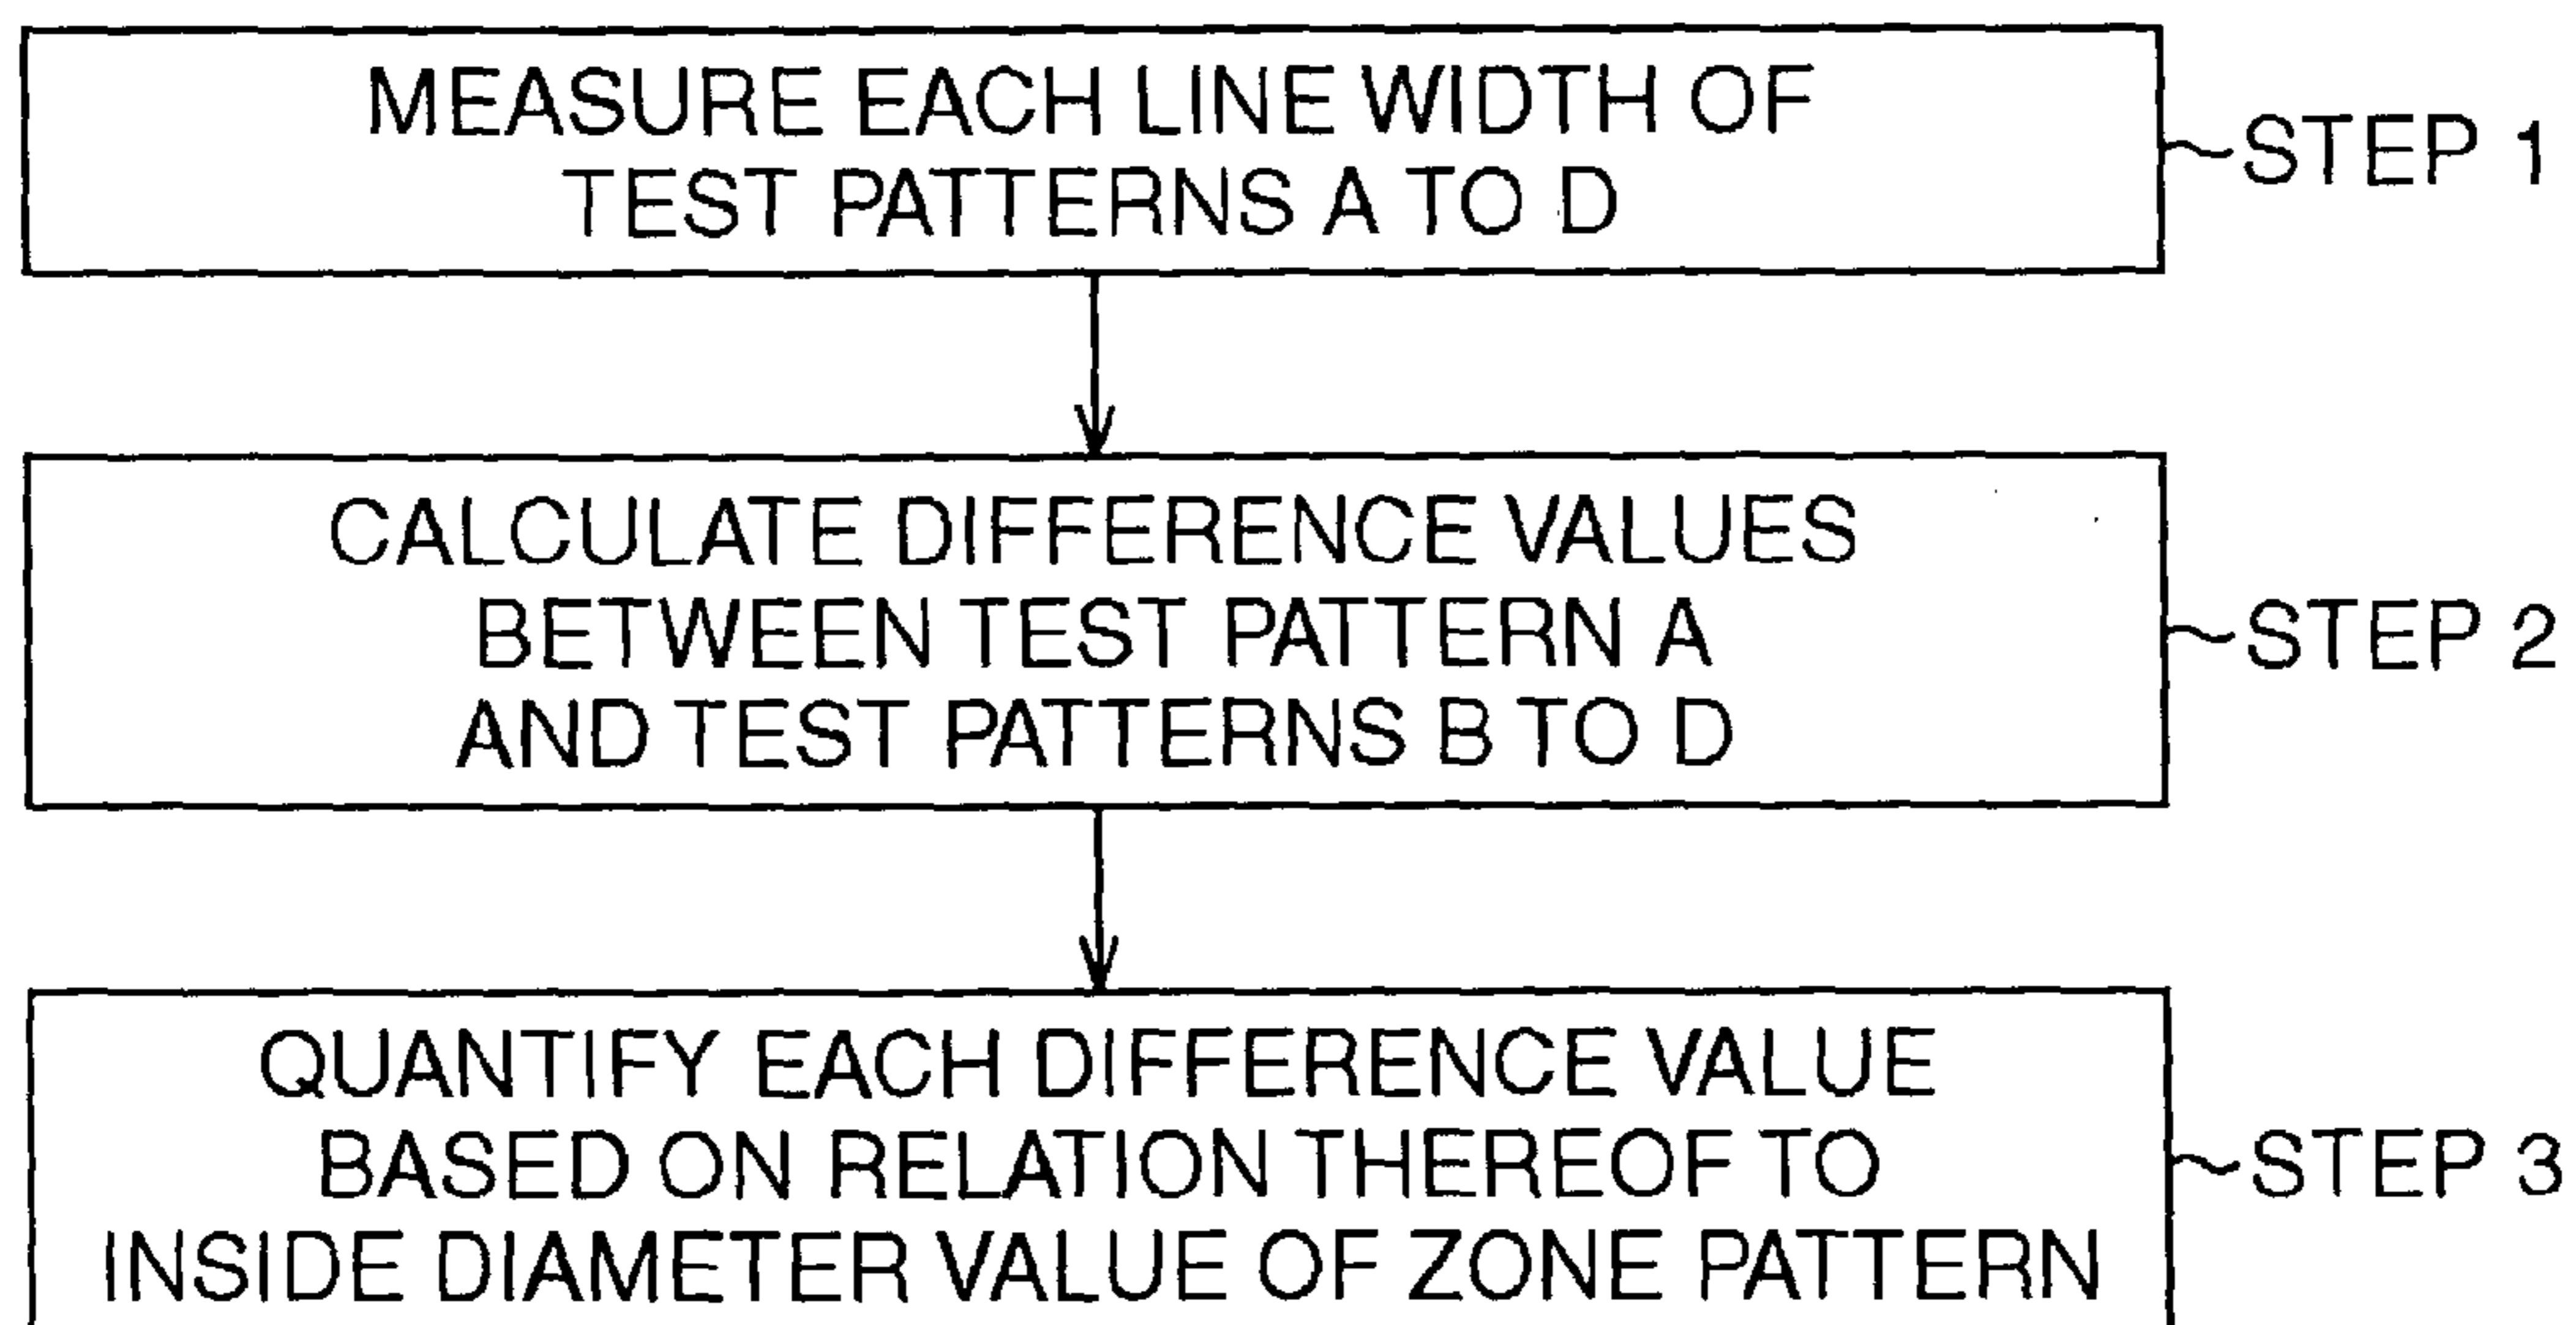 MEASURE EACH LINE WIDTH OF
TEST PATTERNS A TO D
STEP 1
CALCULATE DIFFERENCE VALUES
BETWEEN TEST PATTERN A
AND TEST PATTERNS B TO D
STEP 2
QUANTIFY EACH DIFFERENCE VALUE
BASED ON RELATION THEREOF TO
INSIDE DIAMETER VALUE OF ZONE PATTERN
STEP 3